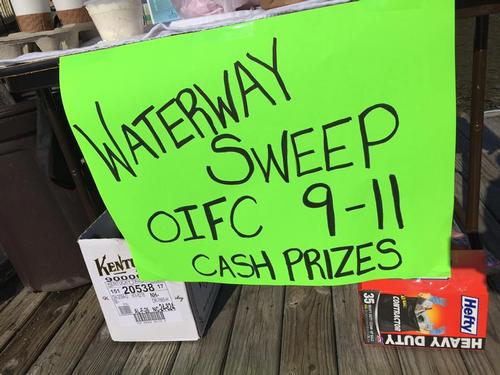 WATERWAY
SWEEP
OIFC 9-11
CASH PRIZES
KENT
20538
Hefty
HEAVY DUTY
CONTRACTOR
35